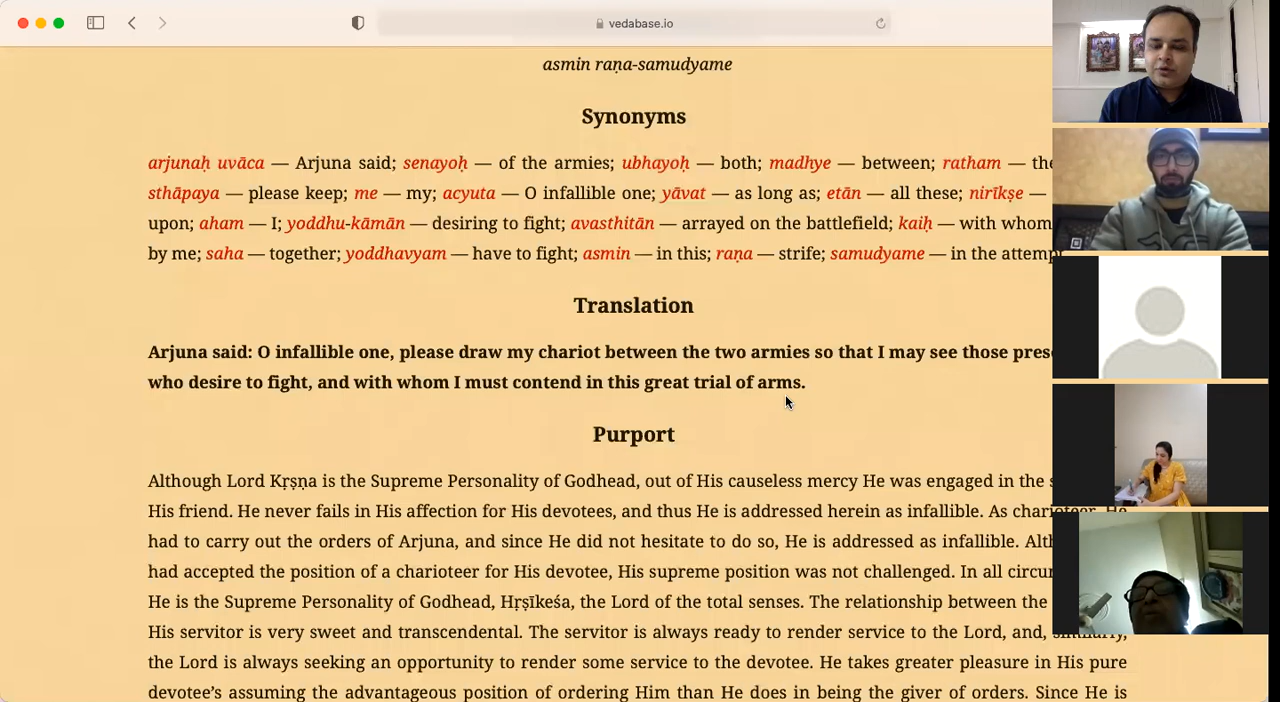 vedabase.io
asmin raṇa-samudyame
Synonyms
arjunaḥ uvāca — Arjuna said; senayoḥ — of the armies; ubhayoḥ — both; madhye — between; ratham — the
sthāpaya — please keep; me — my; acyuta — O infallible one; yāvat — as long as; etān — all these; nirīkṣe —
upon; aham — I; yoddhu-kāmān — desiring to fight; avasthitān — arrayed on the battlefield; kaiḥ — with whom
by me; saha — together; yoddhavyam — have to fight; asmin — in this; raṇa — strife; samudyame — in the attempt
Translation
Arjuna said: O infallible one, please draw my chariot between the two armies so that I may see those
who desire to fight, and with whom I must contend in this great trial of arms.
Purport
Although Lord Kṛṣṇa is the Supreme Personality of Godhead, out of His causeless mercy He was engaged in the
His friend. He never fails in His affection for His devotees, and thus He is addressed herein as infallible. As charioteer, He
had to carry out the orders of Arjuna, and since He did not hesitate to do so, He is addressed as infallible.
had accepted the position of a charioteer for His devotee, His supreme position was not challenged. In all
He is the Supreme Personality of Godhead, Hṛṣīkeśa, the Lord of the total senses. The relationship between the
His servitor is very sweet and transcendental. The servitor is always ready to render service to the Lord, and, similarly,
the Lord is always seeking an opportunity to render some service to the devotee. He takes greater pleasure in His pure
devotee’s assuming the advantageous position of ordering Him than He does in being the giver of orders. Since He is